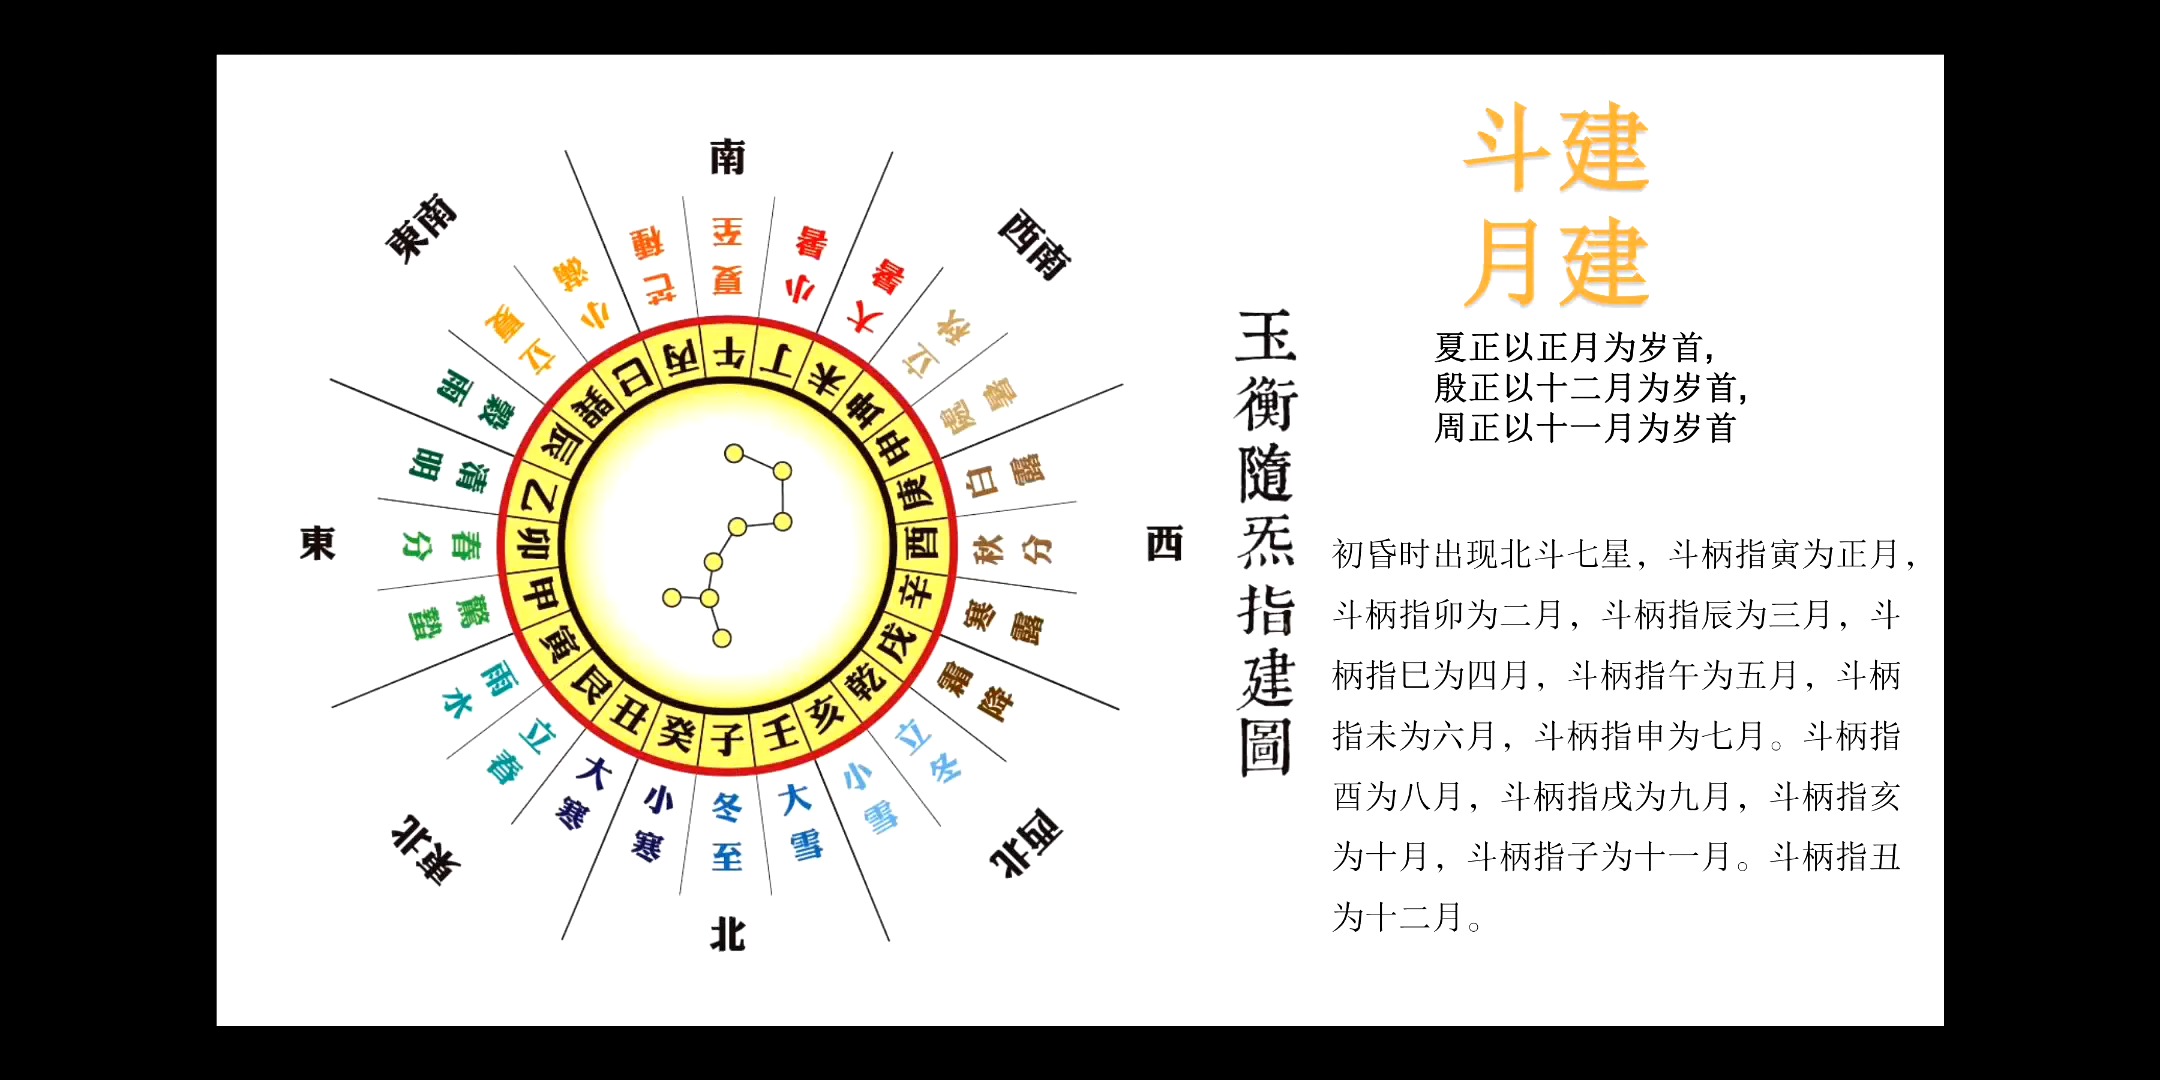 南
西南
西
西北
北
東北
東
東南
夏至
小暑
大暑
立秋
處暑
白露
秋分
寒露
霜降
立冬
小雪
大雪
冬至
小寒
大寒
立春
雨水
驚蟄
春分
清明
穀雨
立夏
小滿
芒種
午
丁
未
坤
申
庚
酉
辛
戌
乾
亥
壬
子
癸
丑
艮
寅
甲
卯
乙
辰
巽
巳
丙
玉衡隨炁指建圖
斗建
月建
夏正以正月为岁首，
殷正以十二月为岁首，
周正以十一月为岁首
初昏时出现北斗七星，斗柄指寅为正月，
斗柄指卯为二月，斗柄指辰为三月，斗
柄指巳为四月，斗柄指午为五月，斗柄
指未为六月，斗柄指申为七月。斗柄指
酉为八月，斗柄指戌为九月，斗柄指亥
为十月，斗柄指子为十一月。斗柄指丑
为十二月。